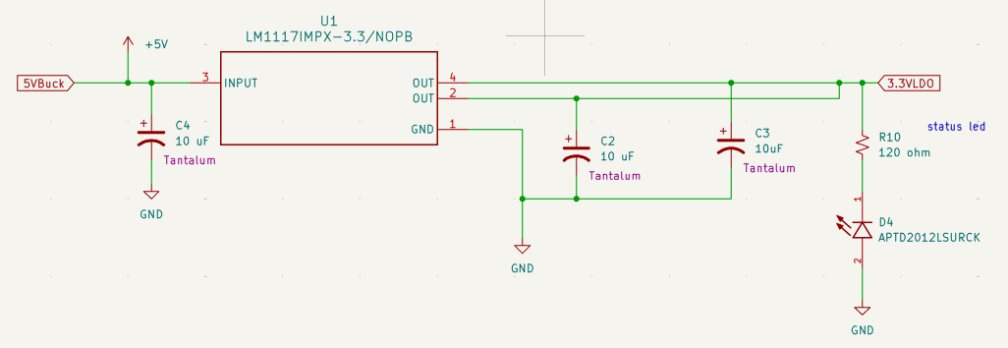 U1
LM1117IMPX-3.3/NOPB
+5V
5VBuck
3
INPUT
OUT
4
OUT
2
GND
1
3.3VLDO
+
C4
10 uF
Tantalum
GND
+
C2
10 uF
Tantalum
+
C3
10uF
Tantalum
GND
status led
R10
120 ohm
1
D4
APTD2012LSURCK
2
GND